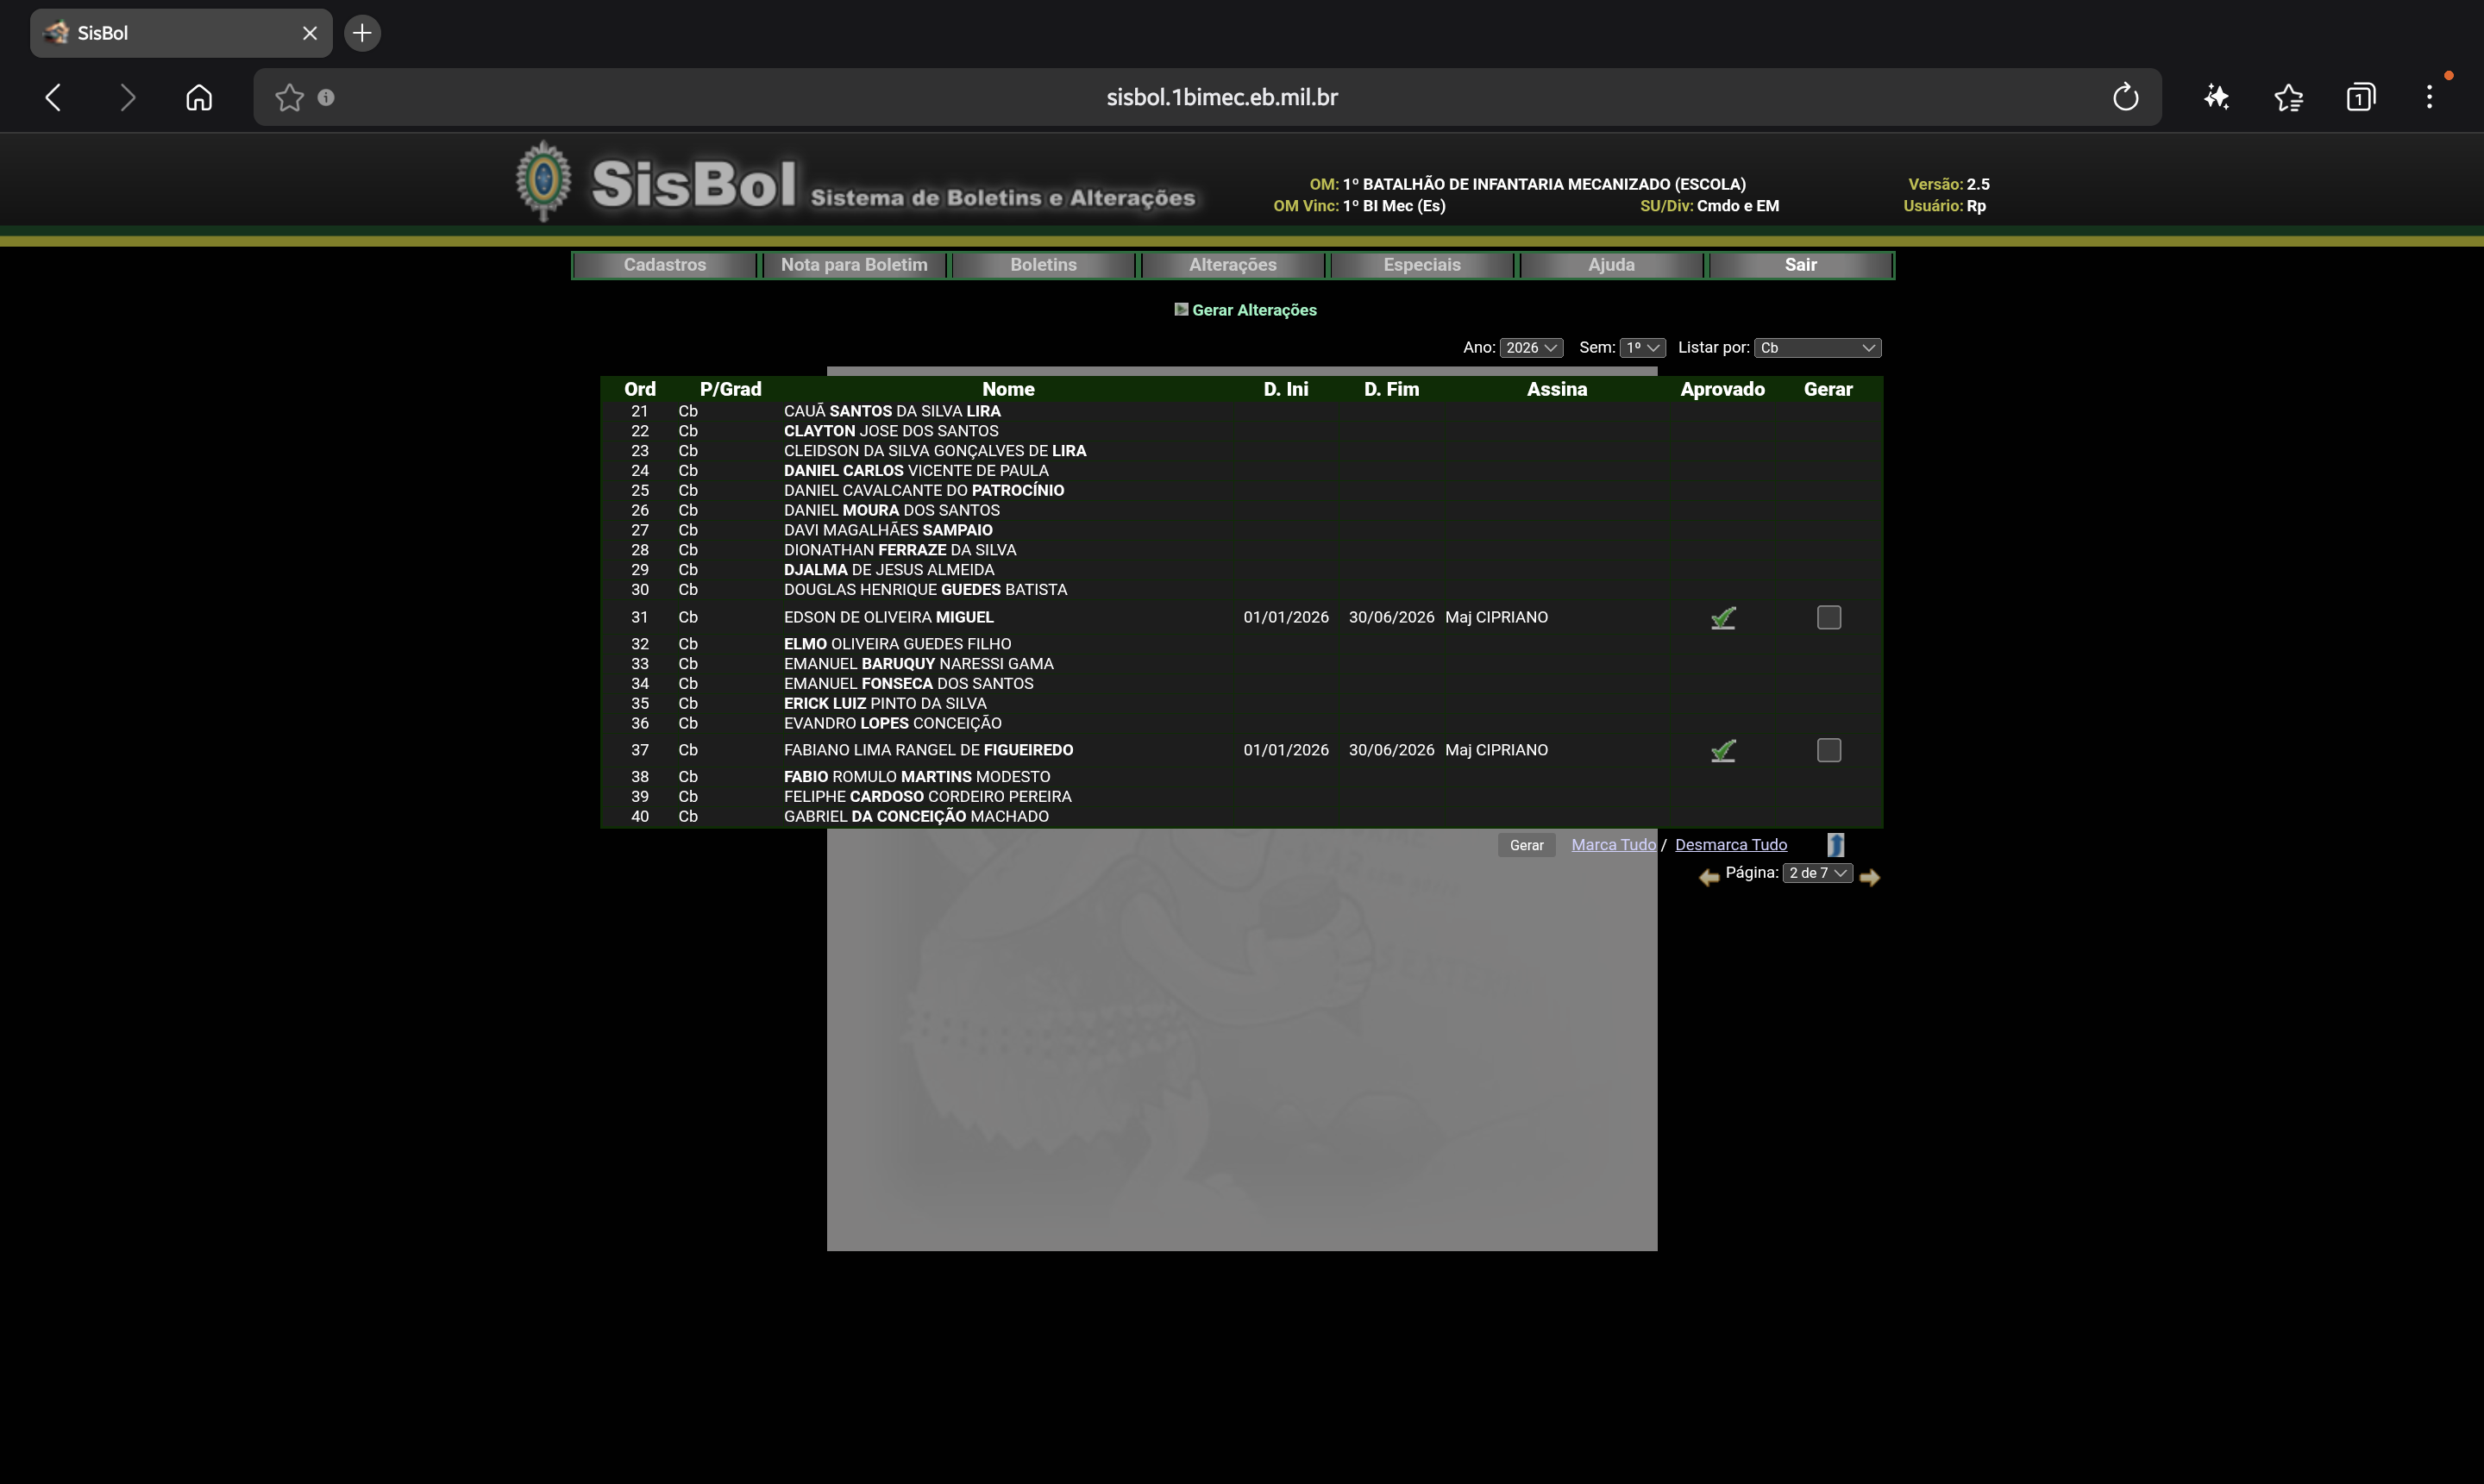 SisBol
sisbol.1bimec.eb.mil.br
1
SisBol Sistema de Boletins e Alterações
OM: 1º BATALHÃO DE INFANTARIA MECANIZADO (ESCOLA) Versão: 2.5
OM Vinc: 1º BI Mec (Es) SU/Div: Cmdo e EM Usuário: Rp
Cadastros Nota para Boletim Boletins Alterações Especiais Ajuda Sair
Gerar Alterações
Ano: 2026 Sem: 1º Listar por: Cb
Ord P/Grad Nome D. Ini D. Fim Assina Aprovado Gerar
21 Cb CAUÃ SANTOS DA SILVA LIRA
22 Cb CLAYTON JOSE DOS SANTOS
23 Cb CLEIDSON DA SILVA GONÇALVES DE LIRA
24 Cb DANIEL CARLOS VICENTE DE PAULA
25 Cb DANIEL CAVALCANTE DO PATROCÍNIO
26 Cb DANIEL MOURA DOS SANTOS
27 Cb DAVI MAGALHÃES SAMPAIO
28 Cb DIONATHAN FERRAZE DA SILVA
29 Cb DJALMA DE JESUS ALMEIDA
30 Cb DOUGLAS HENRIQUE GUEDES BATISTA
31 Cb EDSON DE OLIVEIRA MIGUEL 01/01/2026 30/06/2026 Maj CIPRIANO
32 Cb ELMO OLIVEIRA GUEDES FILHO
33 Cb EMANUEL BARUQUY NARESSI GAMA
34 Cb EMANUEL FONSECA DOS SANTOS
35 Cb ERICK LUIZ PINTO DA SILVA
36 Cb EVANDRO LOPES CONCEIÇÃO
37 Cb FABIANO LIMA RANGEL DE FIGUEIREDO 01/01/2026 30/06/2026 Maj CIPRIANO
38 Cb FABIO ROMULO MARTINS MODESTO
39 Cb FELIPHE CARDOSO CORDEIRO PEREIRA
40 Cb GABRIEL DA CONCEIÇÃO MACHADO
Gerar Marca Tudo / Desmarca Tudo
Página: 2 de 7